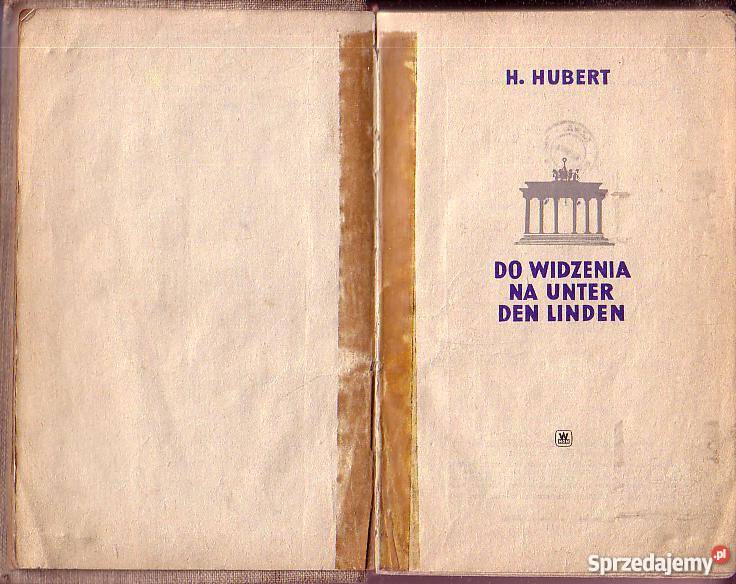 H. HUBERT
DO WIDZENIA
NA UNTER
DEN LINDEN
Sprzedajemy.pl